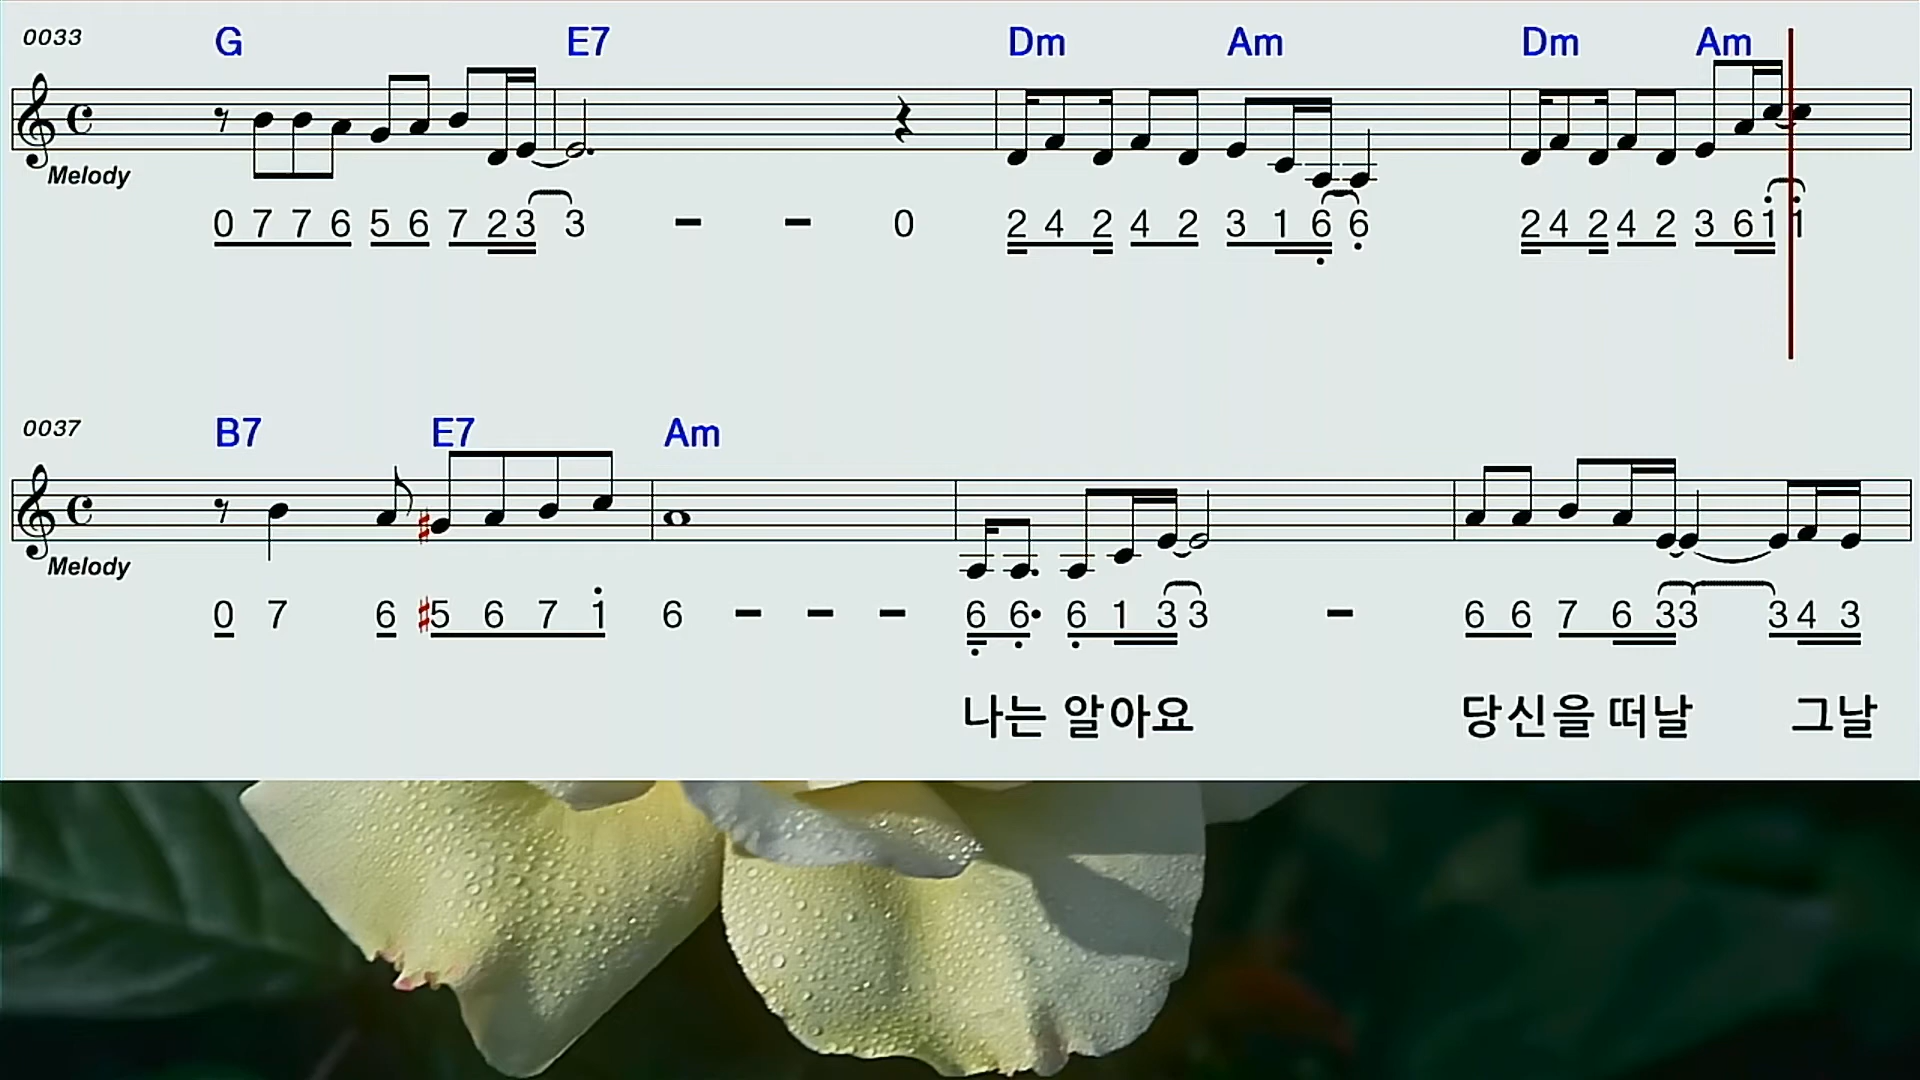 0033 G E7 Dm Am Dm Am
Melody
0 7 7 6 5 6 7 2 3 3 - - 0 2 4 2 4 2 3 1 6 6 2 4 2 4 2 3 6 1 1
0037 B7 E7 Am
Melody
0 7 6 #5 6 7 1 6 - - - 6 6· 6 1 3 3 - 6 6 7 6 3 3 3 4 3
나는 알아요 당신을 떠날 그날